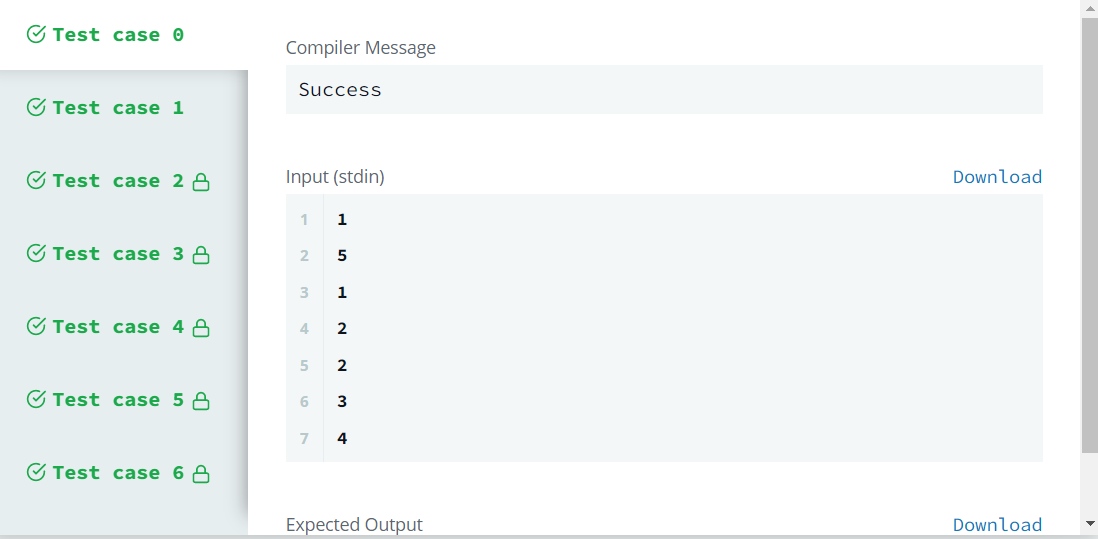 Test case 0
Test case 1
Test case 2
Test case 3
Test case 4
Test case 5
Test case 6
Compiler Message
Success
Input (stdin) Download
1 1
2 5
3 1
4 2
5 2
6 3
7 4
Expected Output Download